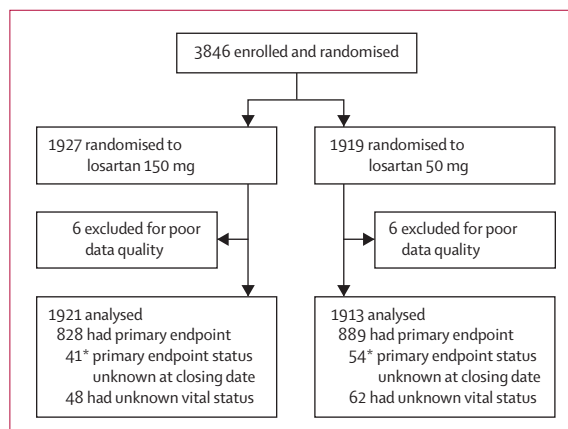 3846 enrolled and randomised
1927 randomised to
losartan 150 mg
1919 randomised to
losartan 50 mg
6 excluded for poor
data quality
6 excluded for poor
data quality
1921 analysed
828 had primary endpoint
41* primary endpoint status
unknown at closing date
48 had unknown vital status
1913 analysed
889 had primary endpoint
54* primary endpoint status
unknown at closing date
62 had unknown vital status